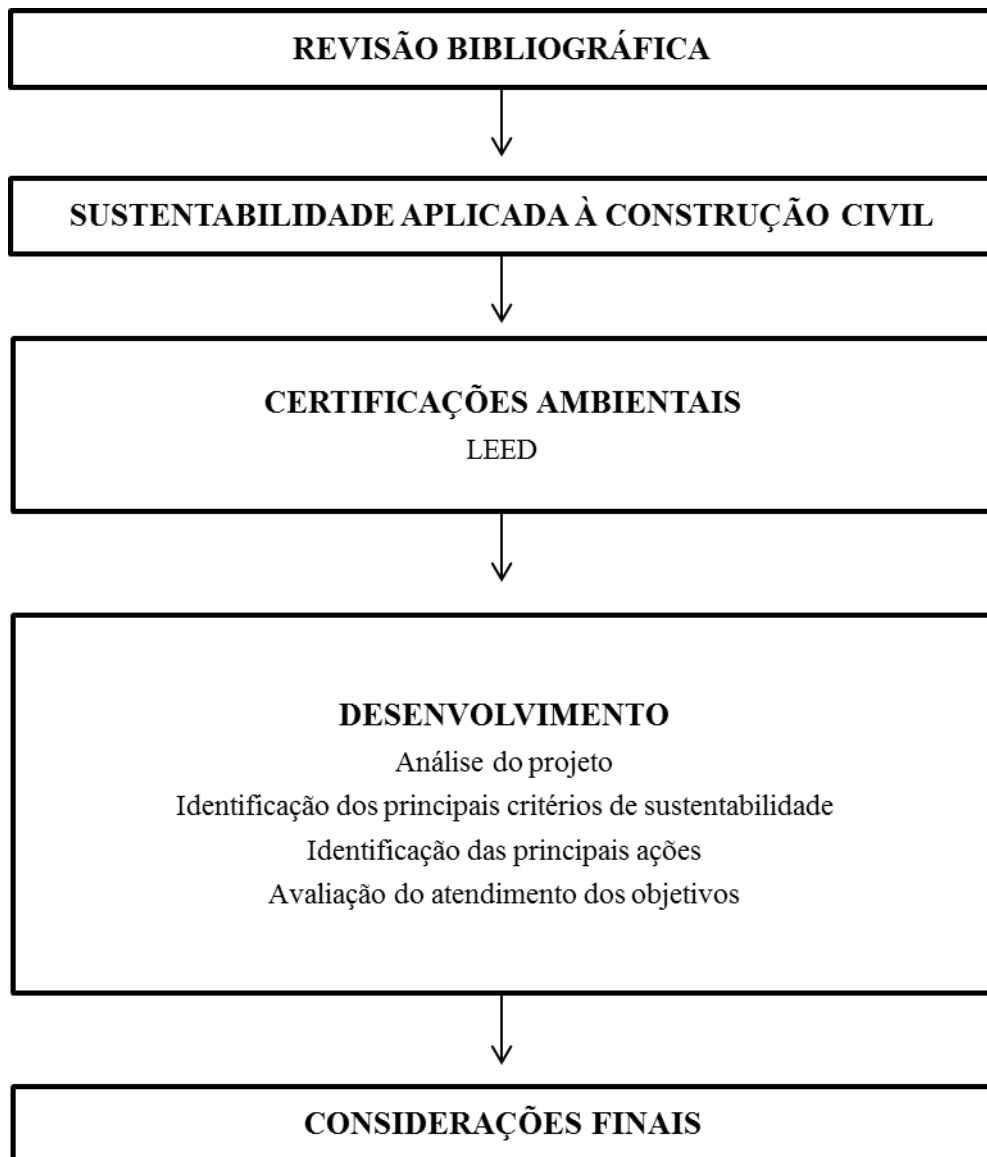 REVISÃO BIBLIOGRÁFICA
SUSTENTABILIDADE APLICADA À CONSTRUÇÃO CIVIL
CERTIFICAÇÕES AMBIENTAIS
LEED
DESENVOLVIMENTO
Análise do projeto
Identificação dos principais critérios de sustentabilidade
Identificação das principais ações
Avaliação do atendimento dos objetivos
CONSIDERAÇÕES FINAIS